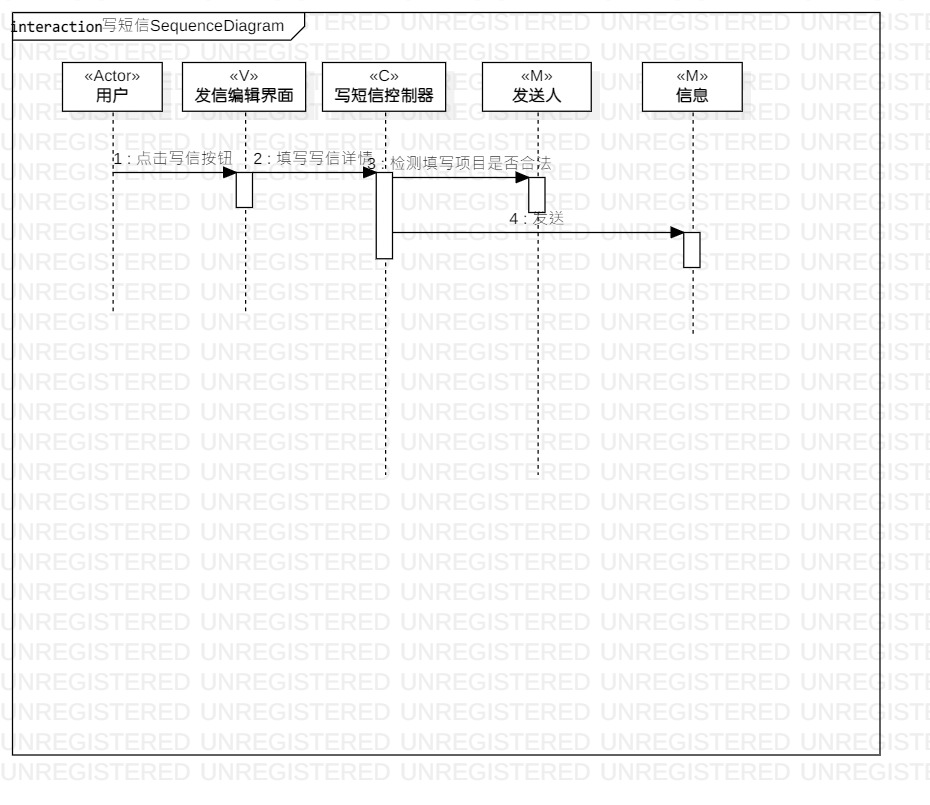 interaction写短信SequenceDiagram
«Actor»
用户
«V»
发信编辑界面
«C»
写短信控制器
«M»
发送人
«M»
信息
1 : 点击写信按钮
2 : 填写写信详情
3 : 检测填写项目是否合法
4 : 发送
UNREGISTERED UNREGISTERED UNREGISTERED UNREGISTERED